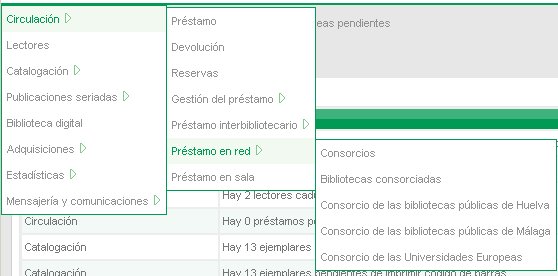 Circulación
Lectores
Catalogación
Publicaciones seriadas
Biblioteca digital
Adquisiciones
Estadísticas
Mensajería y comunicaciones
Préstamo
Devolución
Reservas
Gestión del préstamo
Préstamo interbibliotecario
Préstamo en red
Préstamo en sala
Consorcios
Bibliotecas consorciadas
Consorcio de las bibliotecas públicas de Huelva
Consorcio de las bibliotecas públicas de Málaga
Consorcio de las Universidades Europeas
eas pendientes
Hay 2 lectores cadu
Circulación Hay 0 préstamos p
Catalogación Hay 13 ejemplares
Catalogación Hay 13 ejemplares pendientes de imprimir código de barras